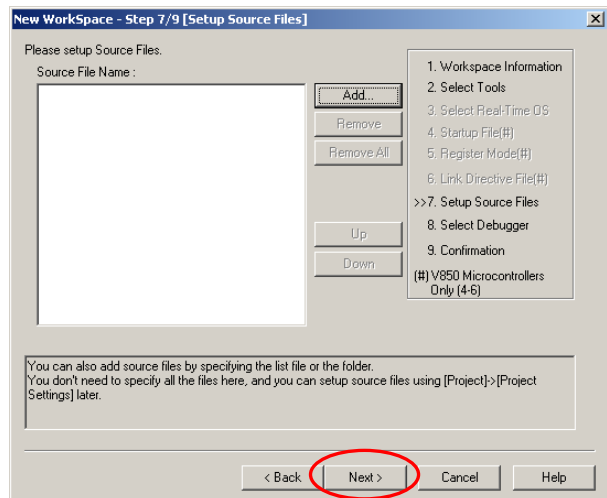 New WorkSpace - Step 7/9 [Setup Source Files]
Please setup Source Files.
Source File Name :
Add...
Remove
Remove All
Up
Down
1. Workspace Information
2. Select Tools
3. Select Real-Time OS
4. Startup File(#)
5. Register Mode(#)
6. Link Directive File(#)
>>7. Setup Source Files
8. Select Debugger
9. Confirmation
(#) V850 Microcontrollers
Only (4-6)
You can also add source files by specifying the list file or the folder.
You don't need to specify all the files here, and you can setup source files using [Project]->[Project
Settings] later.
< Back
Next >
Cancel
Help